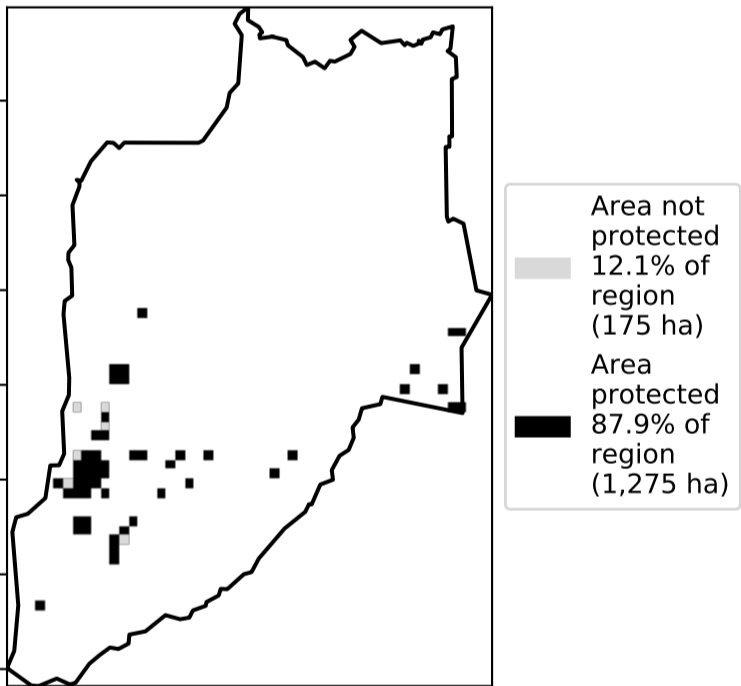 Area not
protected
12.1% of
region
(175 ha)
Area
protected
87.9% of
region
(1,275 ha)